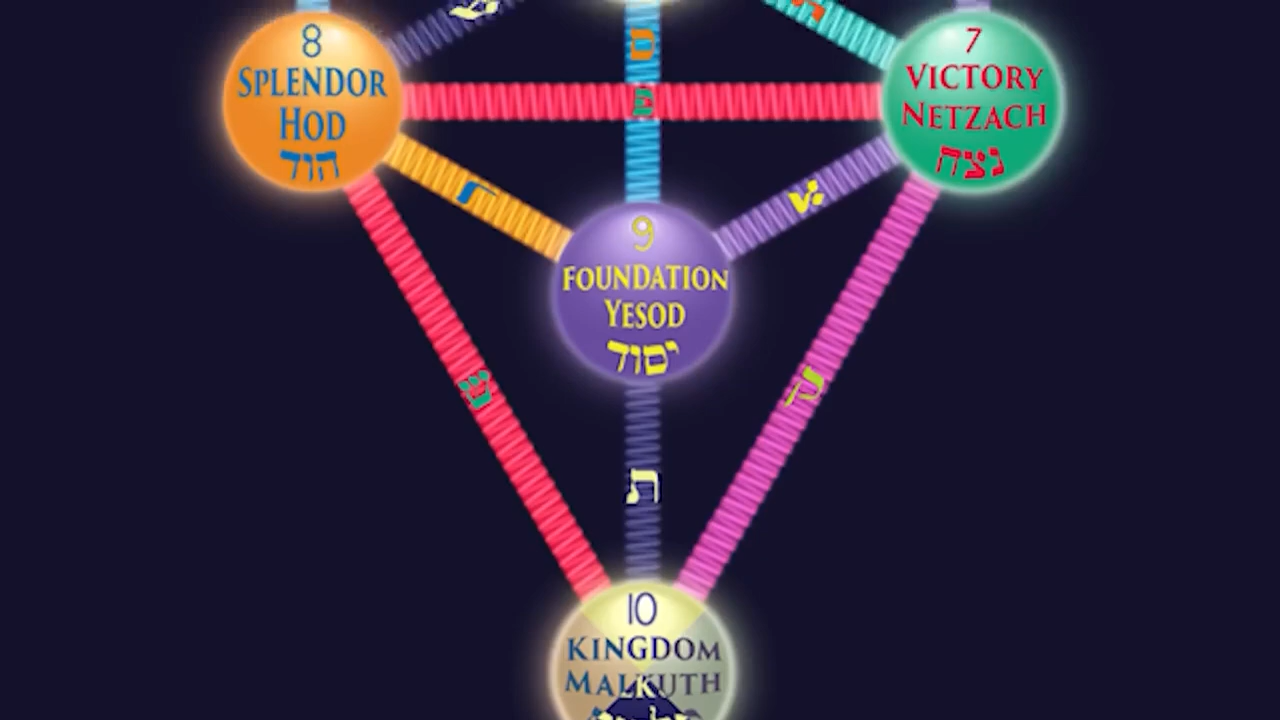 8
SPLENDOR
HOD
הוד
7
VICTORY
NETZACH
נצח
ס
פ
ר
צ
9
FOUNDATION
YESOD
יסוד
ש
ק
ת
10
KINGDOM
MALKUTH